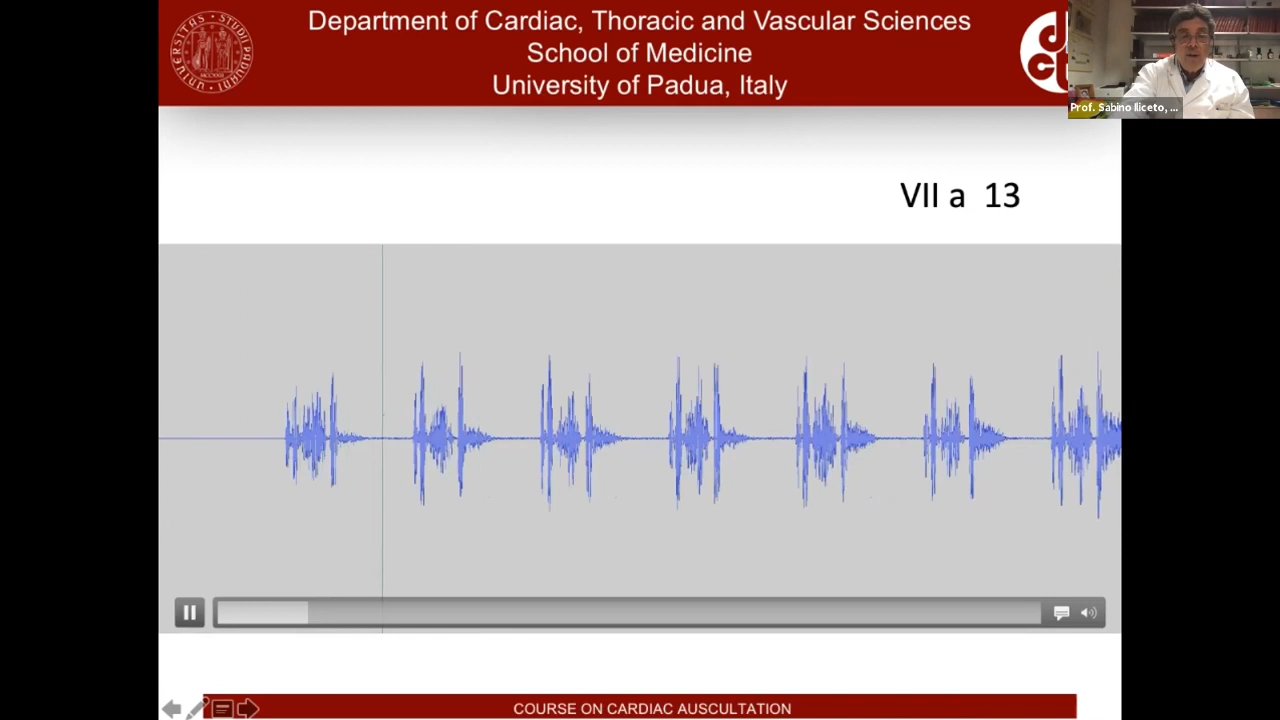 Department of Cardiac, Thoracic and Vascular Sciences
School of Medicine
University of Padua, Italy
Prof. Sabino Iliceto, ...
VII a 13
COURSE ON CARDIAC AUSCULTATION